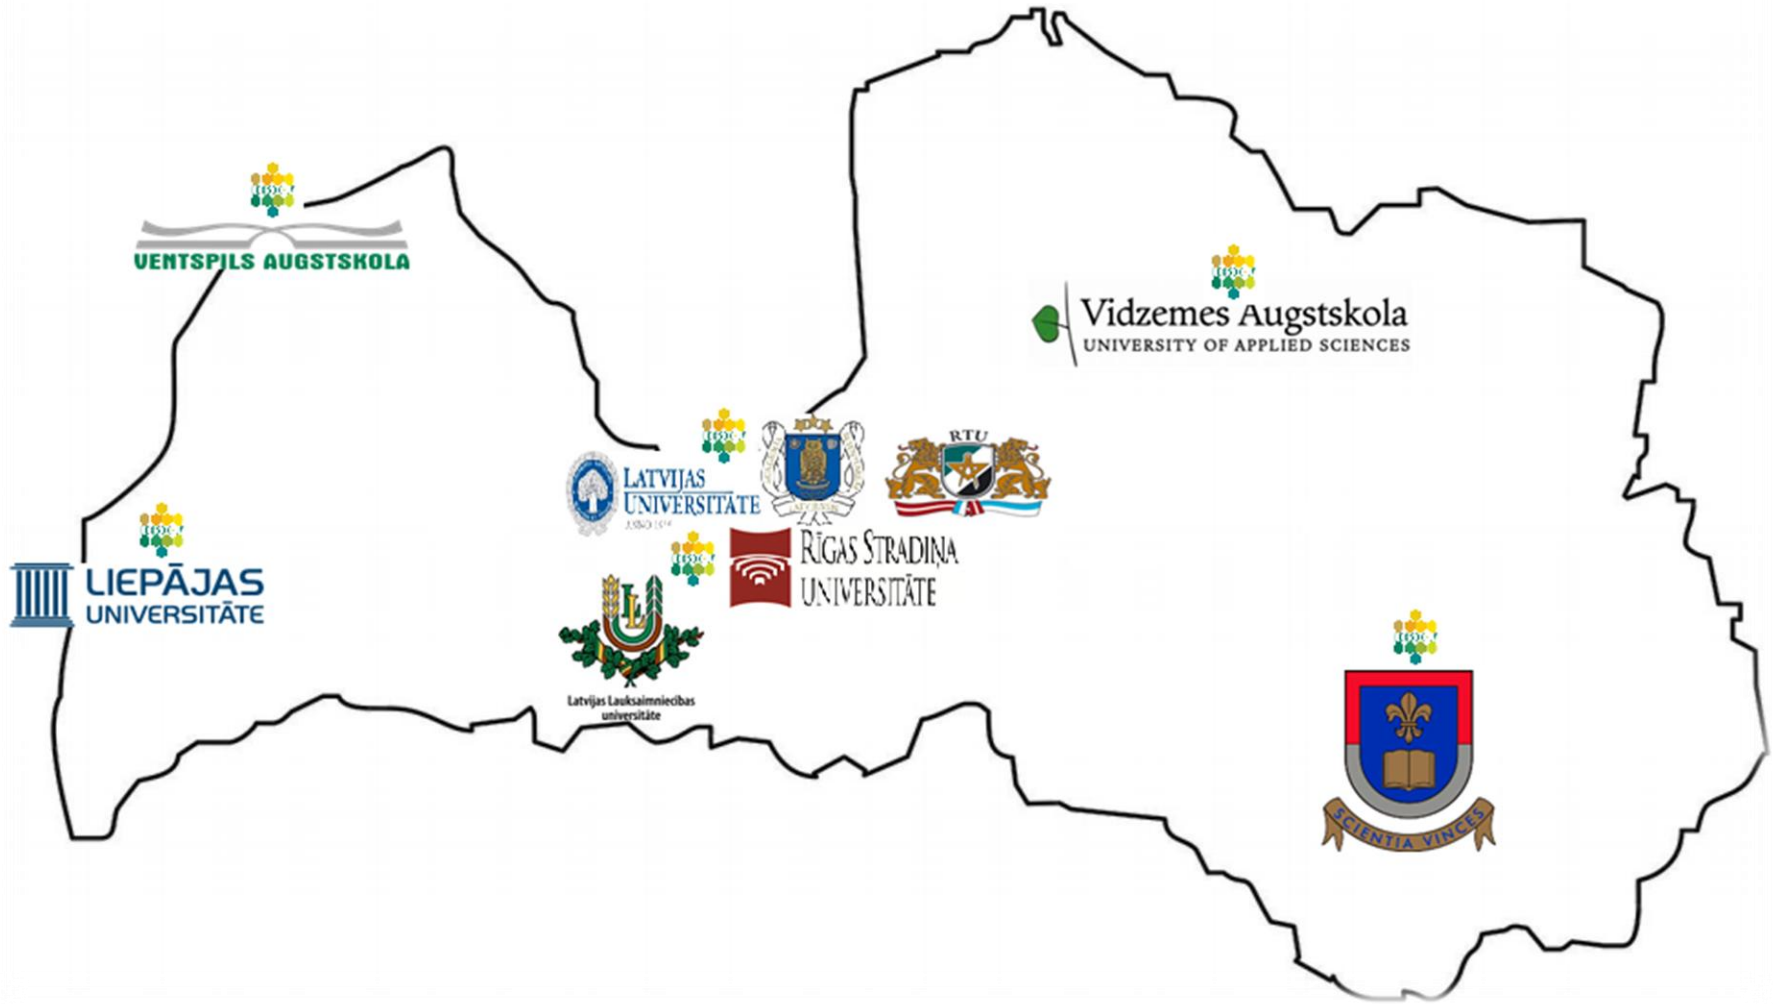 VENTSPILS AUGSTSKOLA
Vidzemes Augstskola
UNIVERSITY OF APPLIED SCIENCES
LATVIJAS
UNIVERSITĀTE
RTU
RĪGAS STRADIŅA
UNIVERSITĀTE
LIEPĀJAS
UNIVERSITĀTE
LL
Latvijas Lauksaimniecības
universitāte
SCIENTIA VINCES